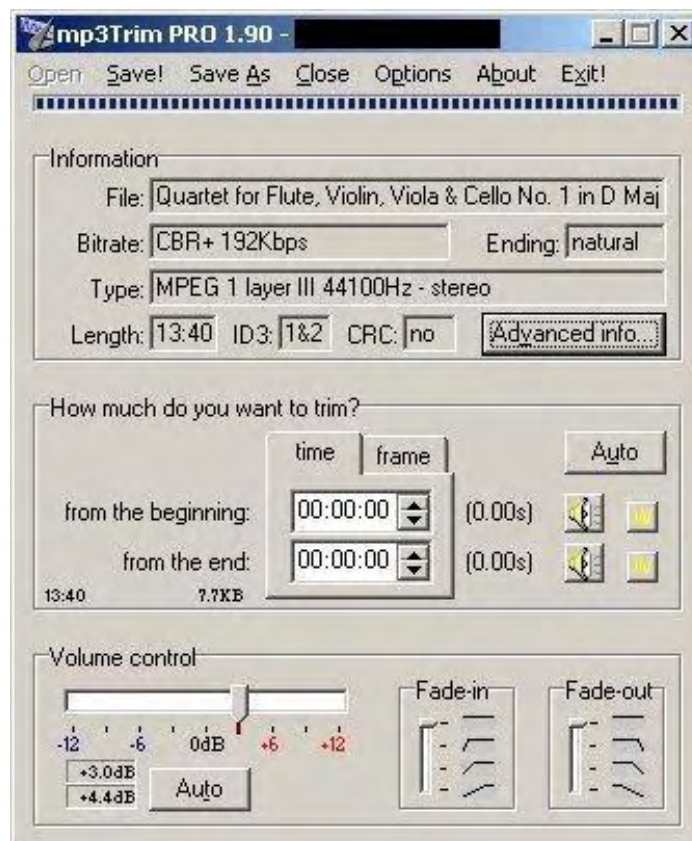 mp3Trim PRO 1.90 -
Open Save! Save As Close Options About Exit!
Information
File: Quartet for Flute, Violin, Viola & Cello No. 1 in D Maj
Bitrate: CBR+ 192Kbps Ending: natural
Type: MPEG 1 layer III 44100Hz - stereo
Length: 13:40 ID3: 1&2 CRC: no Advanced info...
How much do you want to trim?
time frame Auto
from the beginning: 00:00:00 (0.00s)
from the end: 00:00:00 (0.00s)
13:40 7.7KB
Volume control
Fade-in Fade-out
-12 -6 0dB +6 +12
+3.0dB
+4.4dB
Auto